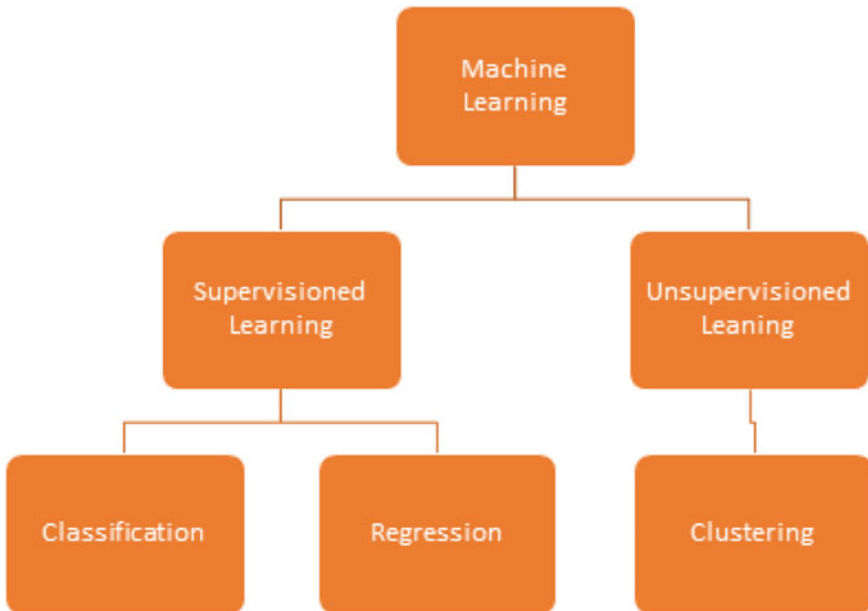 Machine
Learning
Supervisioned
Learning
Unsupervisioned
Leaning
Classification
Regression
Clustering